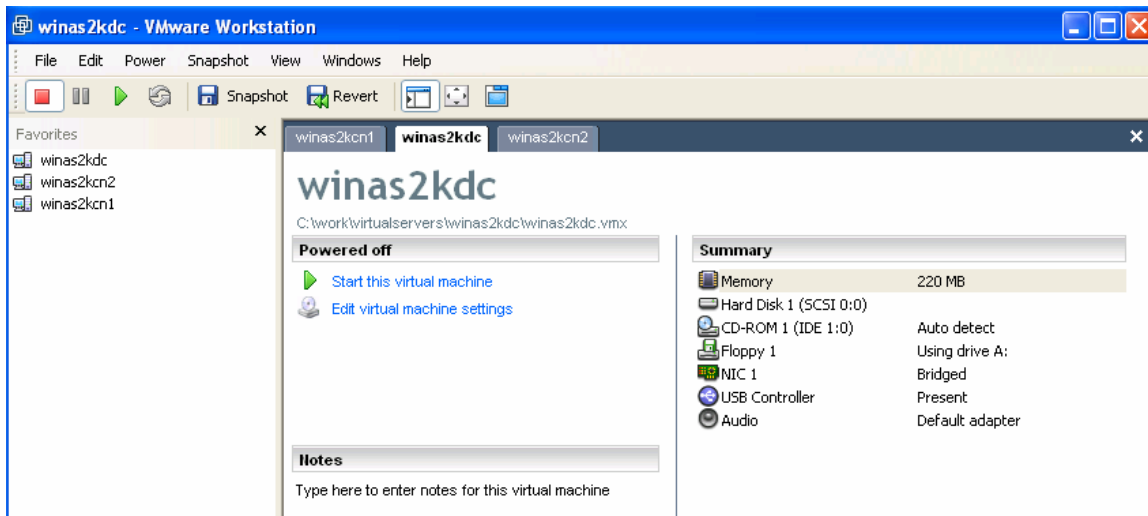 winas2kdc - VMware Workstation
File Edit Power Snapshot View Windows Help
Snapshot Revert
Favorites
winas2kdc
winas2kcn2
winas2kcn1
winas2kcn1 winas2kdc winas2kcn2
winas2kdc
C:\work\virtualservers\winas2kdc\winas2kdc.vmx
Powered off
Start this virtual machine
Edit virtual machine settings
Notes
Type here to enter notes for this virtual machine
Summary
Memory 220 MB
Hard Disk 1 (SCSI 0:0)
CD-ROM 1 (IDE 1:0) Auto detect
Floppy 1 Using drive A:
NIC 1 Bridged
USB Controller Present
Audio Default adapter